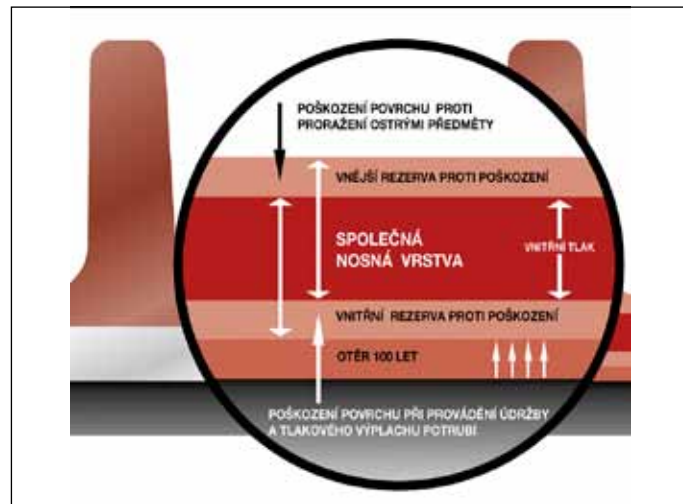 POŠKOZENÍ POVRCHU PROTI
PRORAŽENÍ OSTRÝMI PŘEDMĚTY
VNĚJŠÍ REZERVA PROTI POŠKOZENÍ
SPOLEČNÁ
NOSNÁ VRSTVA
VNITŘNÍ TLAK
VNITŘNÍ REZERVA PROTI POŠKOZENÍ
OTĚR 100 LET
POŠKOZENÍ POVRCHU PŘI PROVÁDĚNÍ ÚDRŽBY
A TLAKOVÉHO VÝPLACHU POTRUBÍ